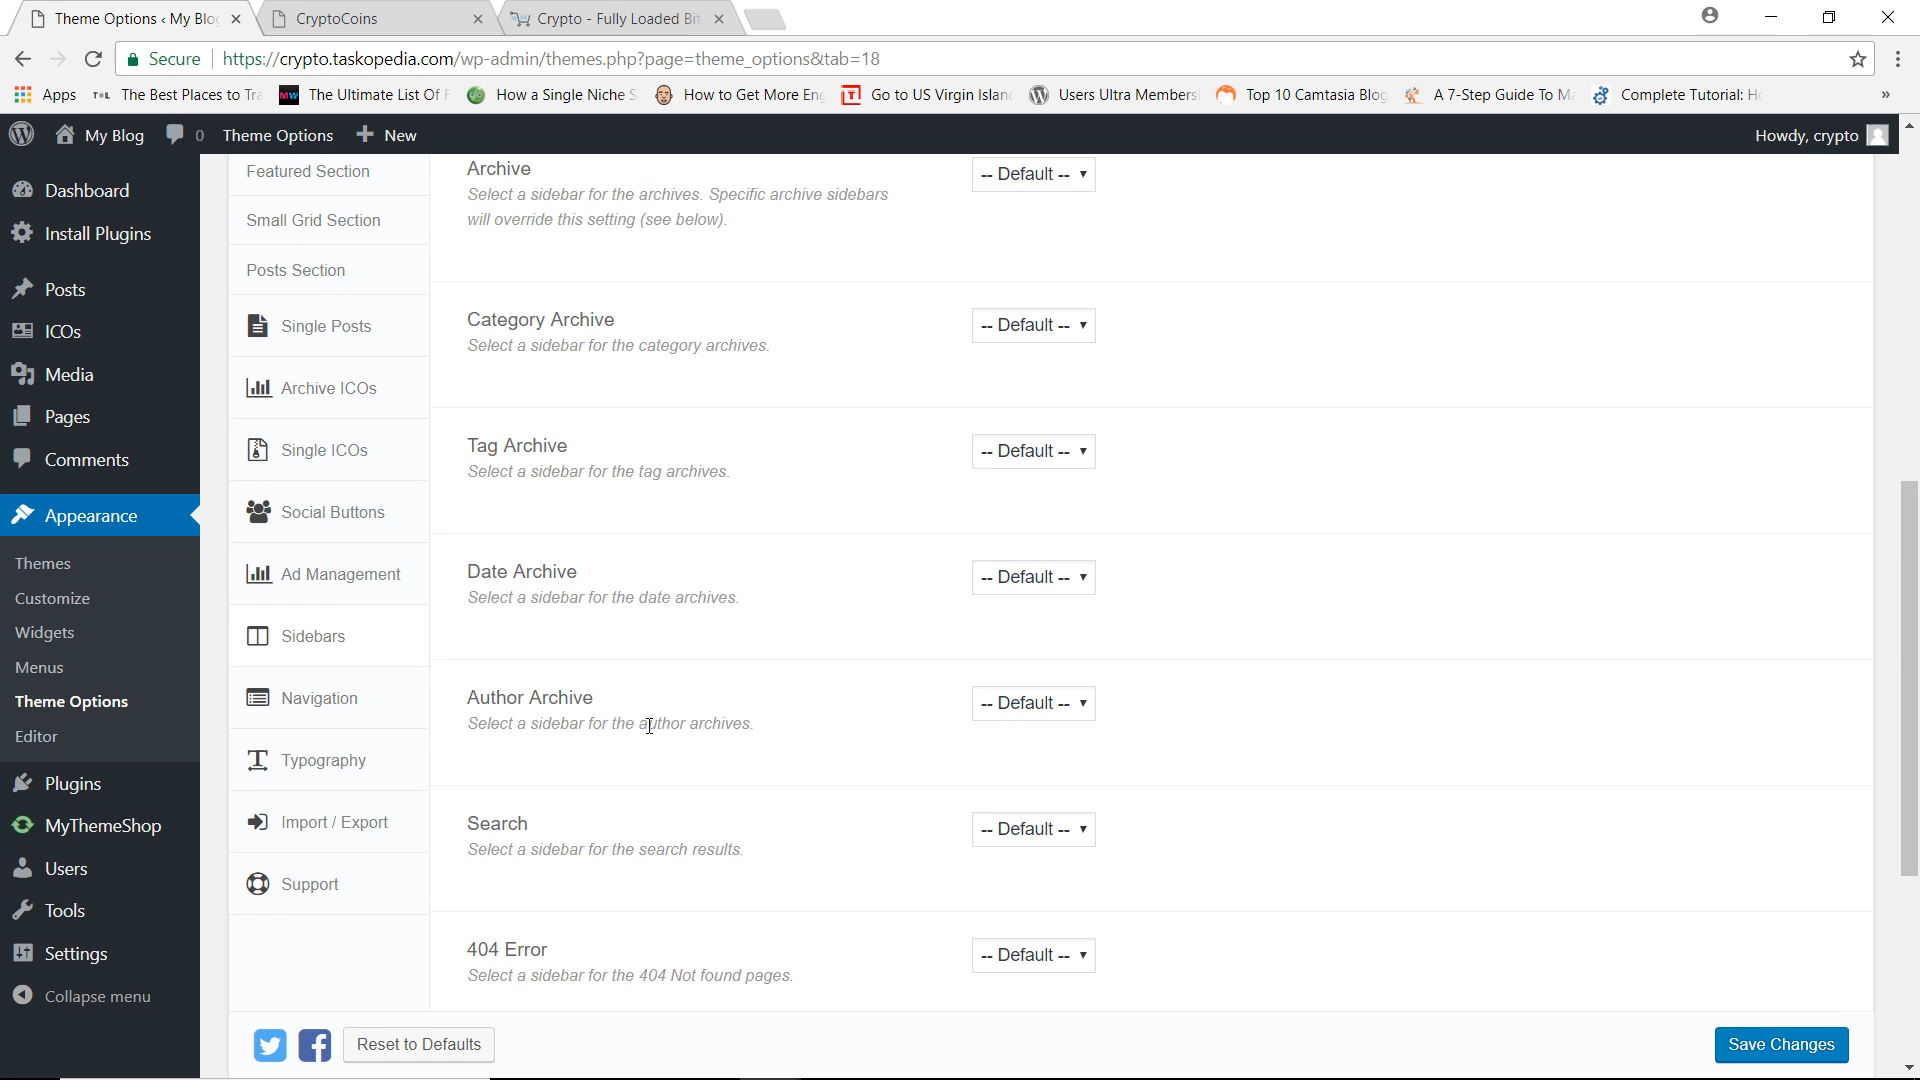 Theme Options ‹ My Blo
CryptoCoins
Crypto - Fully Loaded Bit
Secure
https://crypto.taskopedia.com/wp-admin/themes.php?page=theme_options&tab=18
Apps
The Best Places to Tra
The Ultimate List Of F
How a Single Niche S
How to Get More Eng
Go to US Virgin Islan
Users Ultra Members
Top 10 Camtasia Blog
A 7-Step Guide To Ma
Complete Tutorial: Ho
»
My Blog
0
Theme Options
New
Howdy, crypto
Dashboard
Install Plugins
Posts
ICOs
Media
Pages
Comments
Appearance
Themes
Customize
Widgets
Menus
Theme Options
Editor
Plugins
MyThemeShop
Users
Tools
Settings
Collapse menu
Featured Section
Small Grid Section
Posts Section
Single Posts
Archive ICOs
Single ICOs
Social Buttons
Ad Management
Sidebars
Navigation
Typography
Import / Export
Support
Archive
Select a sidebar for the archives. Specific archive sidebars
will override this setting (see below).
-- Default --
Category Archive
Select a sidebar for the category archives.
-- Default --
Tag Archive
Select a sidebar for the tag archives.
-- Default --
Date Archive
Select a sidebar for the date archives.
-- Default --
Author Archive
Select a sidebar for the author archives.
-- Default --
Search
Select a sidebar for the search results.
-- Default --
404 Error
Select a sidebar for the 404 Not found pages.
-- Default --
Reset to Defaults
Save Changes